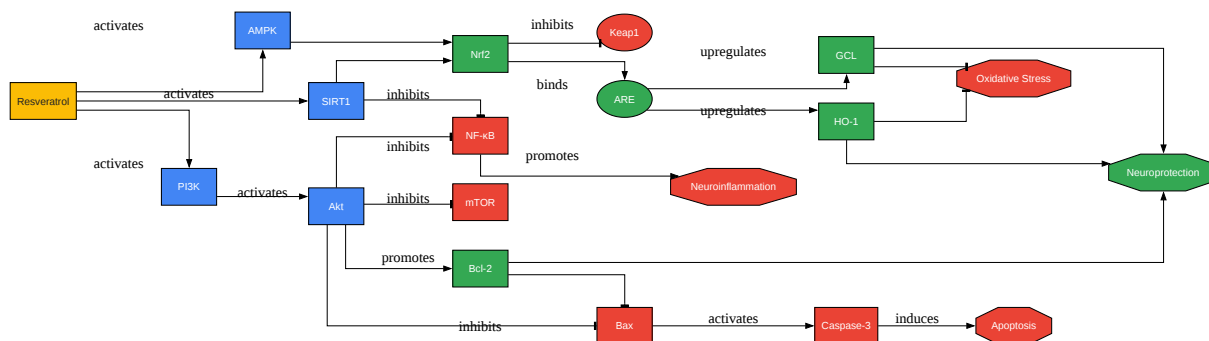 activates
AMPK
inhibits
Keap1
Nrf2
upregulates
GCL
Resveratrol
activates
SIRT1
inhibits
binds
ARE
upregulates
HO-1
Oxidative Stress
activates
NF-κB
inhibits
promotes
PI3K
activates
Akt
inhibits
mTOR
Neuroinflammation
Neuroprotection
promotes
Bcl-2
inhibits
Bax
activates
Caspase-3
induces
Apoptosis